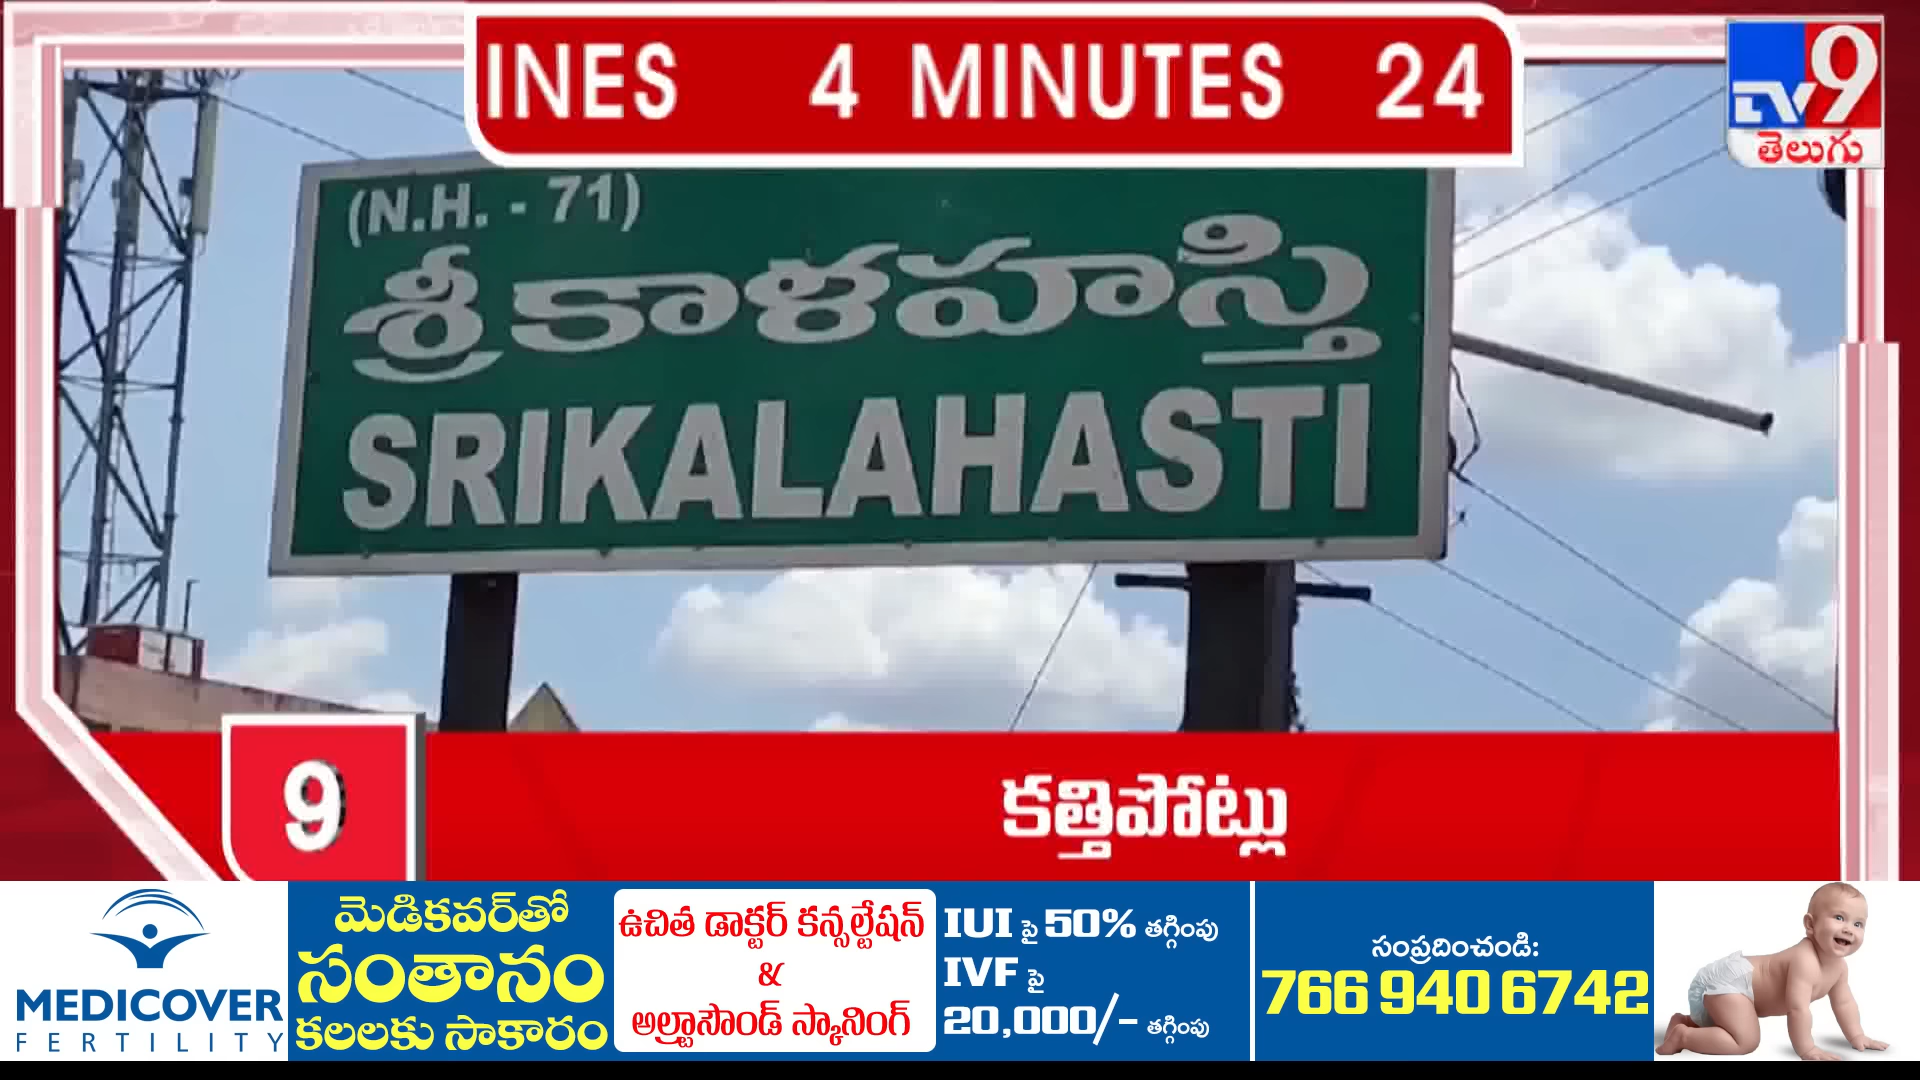 INES 4 MINUTES 24
TV9
తెలుగు
(N.H. - 71)
శ్రీకాళహస్తి
SRIKALAHASTI
9
కత్తిపోట్లు
MEDICOVER
FERTILITY
మెడికవర్‌తో
సంతానం
కలలకు సాకారం
ఉచిత డాక్టర్ కన్సల్టేషన్
&
అల్ట్రాసౌండ్ స్కానింగ్
IUI పై 50% తగ్గింపు
IVF పై
20,000/- తగ్గింపు
సంప్రదించండి:
766 940 6742